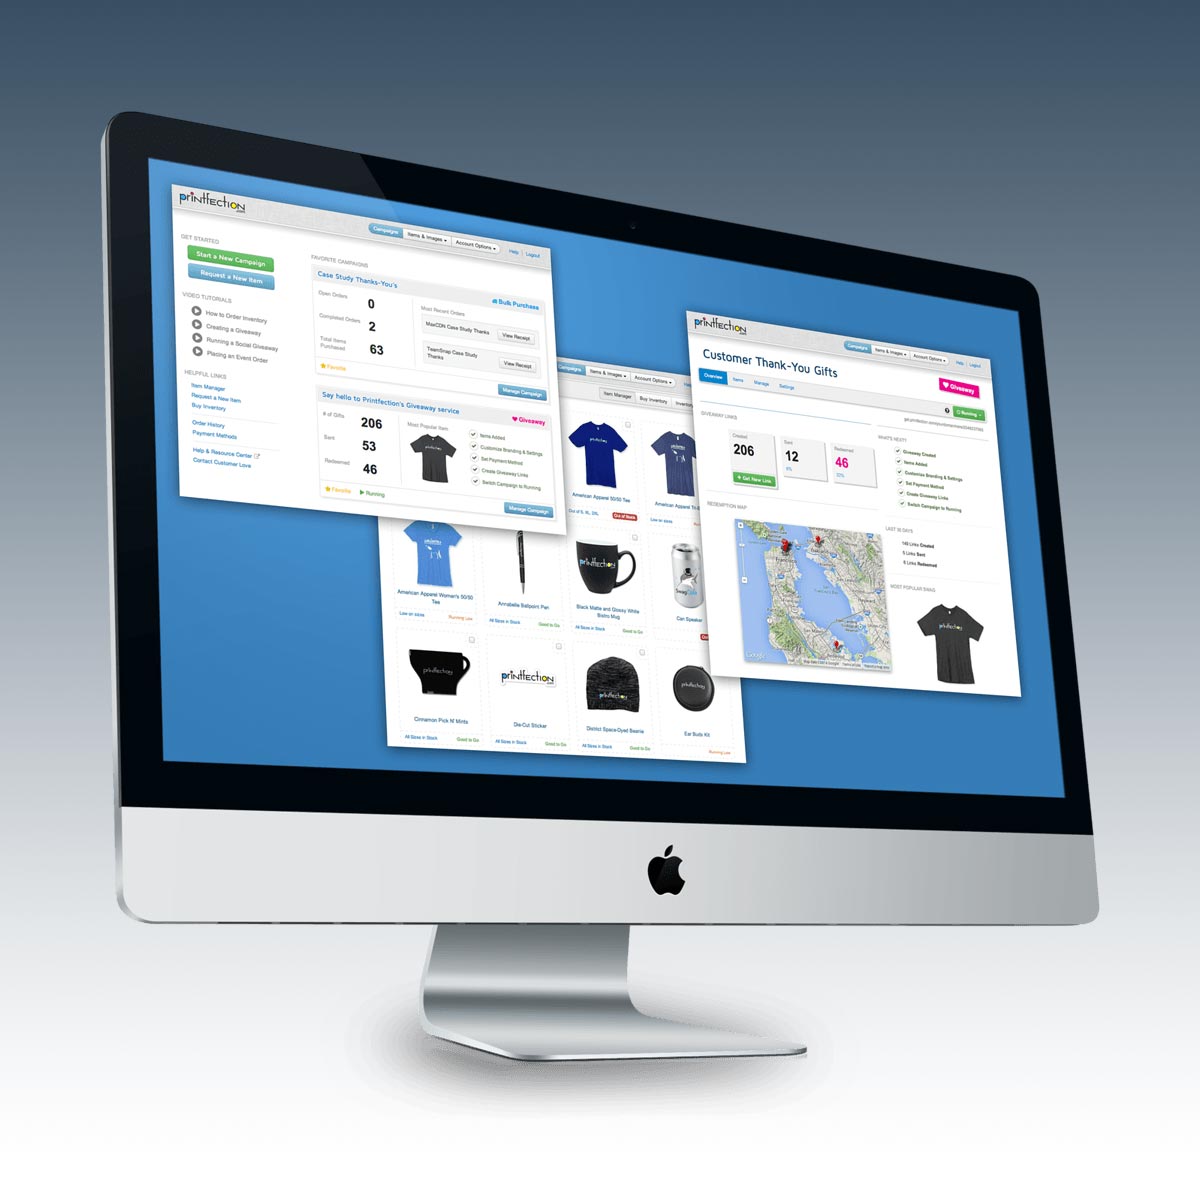 printfection
.com
Campaigns
Items & Images
Account Options
Help
Logout
GET STARTED
Start a New Campaign
Request a New Item
VIDEO TUTORIALS
How to Order Inventory
Creating a Giveaway
Running a Social Giveaway
Placing an Event Order
HELPFUL LINKS
Item Manager
Request a New Item
Buy Inventory
Order History
Payment Methods
Help & Resource Center
Contact Customer Love
FAVORITE CAMPAIGNS
Case Study Thanks-You's
Bulk Purchase
Open Orders
0
Completed Orders
2
Total Items
Purchased
63
Most Recent Orders
MaxCDN Case Study Thanks
View Receipt
TeamSnap Case Study
Thanks
View Receipt
Favorite
Manage Campaign
Say hello to Printfection's Giveaway service
Giveaway
# of Gifts
206
Sent
53
Redeemed
46
Most Popular Item
printfection
Items Added
Customize Branding & Settings
Set Payment Method
Create Giveaway Links
Switch Campaign to Running
Favorite
Running
Manage Campaign
Campaigns
Items & Images
Account Options
Item Manager
Buy Inventory
Inventory
American Apparel 50/50 Tee
Out of S, XL, 2XL
Out of Stock
American Apparel Tri-
Low on sizes
American Apparel Women's 50/50
Tee
Low on sizes
Running Low
Annabelle Ballpoint Pen
All Sizes in Stock
Good to Go
printfection
Black Matte and Glossy White
Bistro Mug
All Sizes in Stock
Good to Go
Can Speaker
printfection
Cinnamon Pick N' Mints
All Sizes in Stock
Good to Go
printfection
.com
Die-Cut Sticker
All Sizes in Stock
Good to Go
printfection
District Space-Dyed Beanie
All Sizes in Stock
Good to Go
printfection
Ear Buds Kit
Running Low
printfection
.com
Campaigns
Items & Images
Account Options
Help
Logout
Customer Thank-You Gifts
Giveaway
Overview
Items
Manage
Settings
Running
GIVEAWAY LINKS
Created
206
Get New Link
Sent
12
6%
Redeemed
46
22%
WHAT'S NEXT?
Giveaway Created
Items Added
Customize Branding & Settings
Set Payment Method
Create Giveaway Links
Switch Campaign to Running
REDEMPTION MAP
Google
LAST 30 DAYS
Links Created
5 Links Sent
Links Redeemed
MOST POPULAR SWAG
printfection